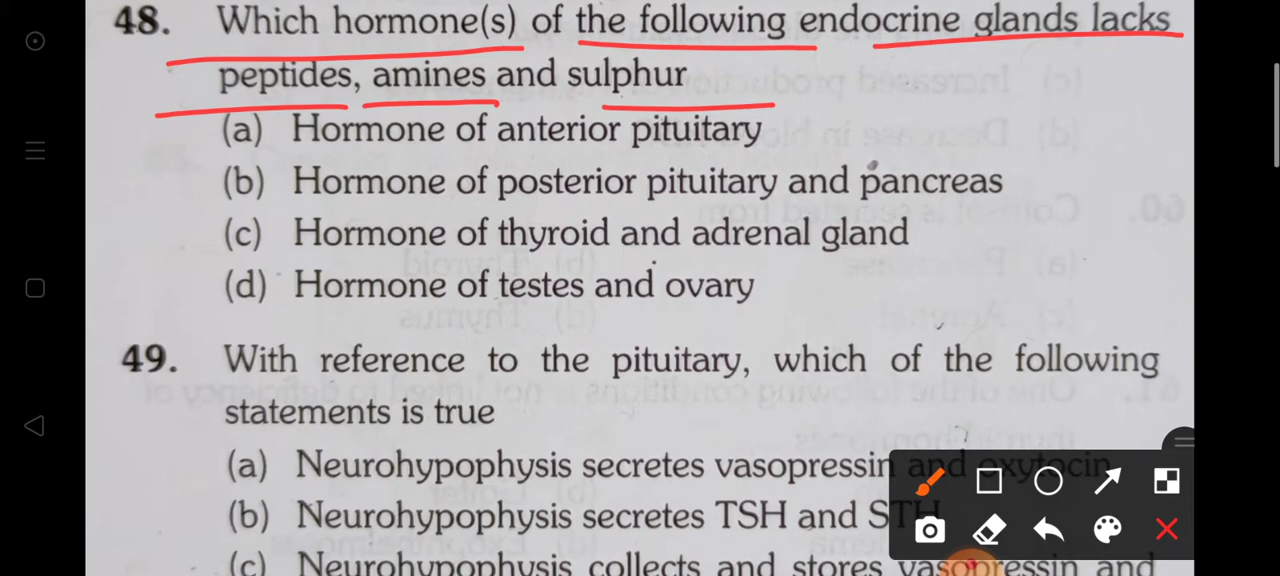 48. Which hormone(s) of the following endocrine glands lacks
peptides, amines and sulphur
(a) Hormone of anterior pituitary
(b) Hormone of posterior pituitary and pancreas
(c) Hormone of thyroid and adrenal gland
(d) Hormone of testes and ovary
49. With reference to the pituitary, which of the following
statements is true
(a) Neurohypophysis secretes vasopressin and oxytocin
(b) Neurohypophysis secretes TSH and STH
(c) Neurohypophysis collects and stores vasopressin and